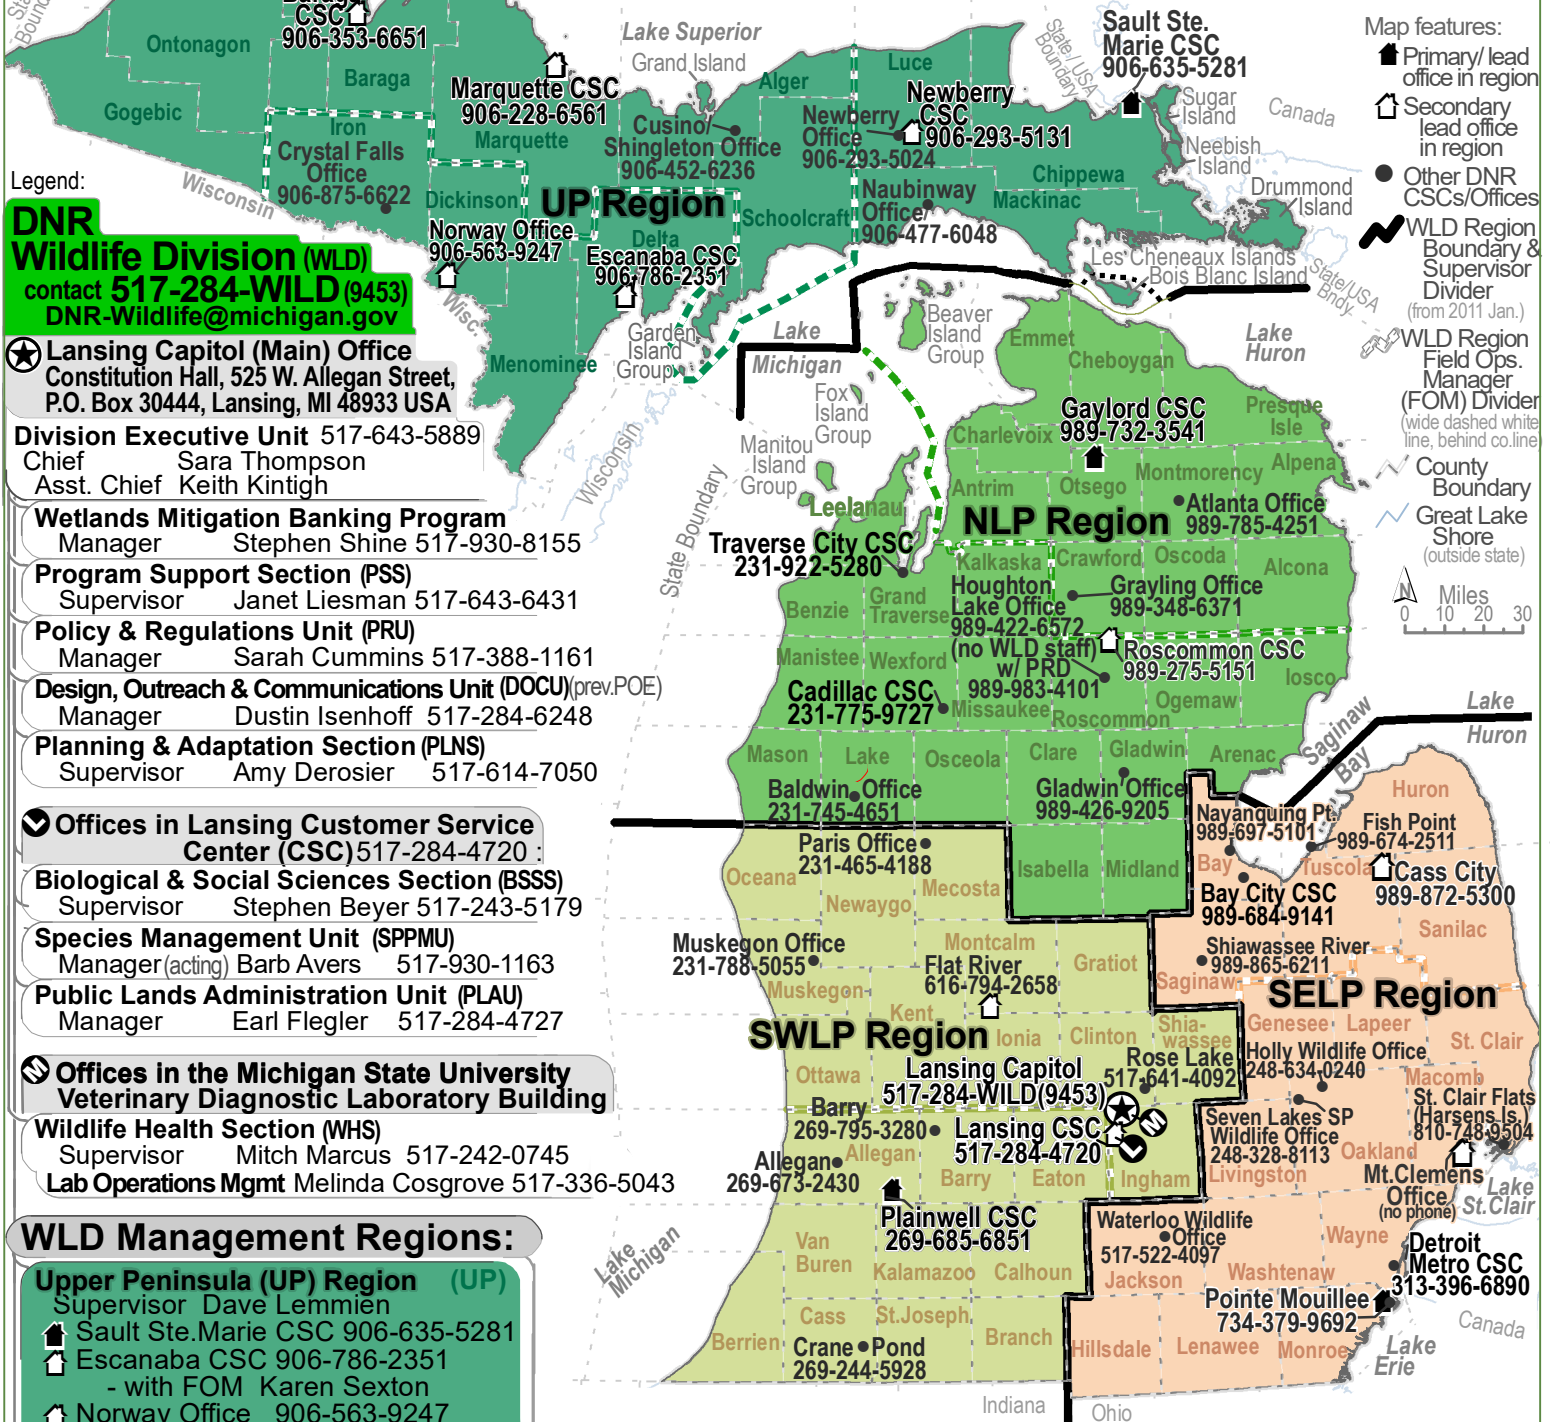 Legend:
DNR
Wildlife Division (WLD)
contact 517-284-WILD (9453)
DNR-Wildlife@michigan.gov
Lansing Capitol (Main) Office
Constitution Hall, 525 W. Allegan Street,
P.O. Box 30444, Lansing, MI 48933 USA
Division Executive Unit 517-643-5889
Chief Sara Thompson
Asst. Chief Keith Kintigh
Wetlands Mitigation Banking Program
Manager Stephen Shine 517-930-8155
Program Support Section (PSS)
Supervisor Janet Liesman 517-643-6431
Policy & Regulations Unit (PRU)
Manager Sarah Cummins 517-388-1161
Design, Outreach & Communications Unit (DOCU)(prev.POE)
Manager Dustin Isenhoff 517-284-6248
Planning & Adaptation Section (PLNS)
Supervisor Amy Derosier 517-614-7050
Offices in Lansing Customer Service
Center (CSC) 517-284-4720 :
Biological & Social Sciences Section (BSSS)
Supervisor Stephen Beyer 517-243-5179
Species Management Unit (SPPMU)
Manager (acting) Barb Avers 517-930-1163
Public Lands Administration Unit (PLAU)
Manager Earl Flegler 517-284-4727
M Offices in the Michigan State University
Veterinary Diagnostic Laboratory Building
Wildlife Health Section (WHS)
Supervisor Mitch Marcus 517-242-0745
Lab Operations Mgmt Melinda Cosgrove 517-336-5043
WLD Management Regions:
Upper Peninsula (UP) Region (UP)
Supervisor Dave Lemmien
Sault Ste.Marie CSC 906-635-5281
Escanaba CSC 906-786-2351
- with FOM Karen Sexton
Norway Office 906-563-9247
Baraga
CSC
906-353-6651
Ontonagon
Baraga
Gogebic
Iron
Crystal Falls
Office
906-875-6622
Wisconsin
Marquette CSC
906-228-6561
Marquette
Dickinson
Norway Office
906-563-9247
Wisc.
Menominee
UP Region
Delta
Escanaba CSC
906-786-2351
Lake Superior
Grand Island
Alger
Cusino/
Shingleton Office
906-452-6236
Schoolcraft
Luce
Newberry
Office
906-293-5024
Newberry
CSC
906-293-5131
Naubinway
Office/
906-477-6048
Mackinac
Chippewa
State/ USA
Boundary
Sault Ste.
Marie CSC
906-635-5281
Sugar
Island
Canada
Neebish
Island
Drummond
Island
Les Cheneaux Islands
Bois Blanc Island
State/USA
Bndy.
Lake
Huron
Garden
Island
Group
Lake
Michigan
Beaver
Island
Group
Fox
Island
Group
Manitou
Island
Group
Wisconsin
State Boundary
Emmet
Cheboygan
Presque
Isle
Charlevoix
Gaylord CSC
989-732-3541
Antrim
Otsego
Montmorency
Alpena
Atlanta Office
989-785-4251
NLP Region
Leelanau
Traverse City CSC
231-922-5280
Kalkaska
Crawford
Oscoda
Alcona
Benzie
Grand
Traverse
Houghton
Lake Office
989-422-6572
(no WLD staff)
w/ PRD
989-983-4101
Grayling Office
989-348-6371
Roscommon CSC
989-275-5151
Manistee
Wexford
Cadillac CSC
231-775-9727
Missaukee
Roscommon
Ogemaw
Iosco
Saginaw
Bay
Lake
Huron
Mason
Lake
Osceola
Clare
Gladwin
Arenac
Baldwin Office
231-745-4651
Gladwin Office
989-426-9205
Isabella
Midland
Paris Office
231-465-4188
Oceana
Newaygo
Mecosta
Muskegon Office
231-788-5055
Muskegon
Montcalm
Flat River
616-794-2658
Gratiot
Kent
Ionia
Clinton
Shia-
wassee
SWLP Region
Ottawa
Lansing Capitol
517-284-WILD(9453)
Rose Lake
517-641-4092
M
Barry
269-795-3280
Lansing CSC
517-284-4720
Allegan
269-673-2430
Allegan
Barry
Eaton
Ingham
Plainwell CSC
269-685-6851
Lake
Michigan
Van
Buren
Kalamazoo
Calhoun
Cass
St.Joseph
Branch
Berrien
Crane Pond
269-244-5928
Indiana
Ohio
Nayanquing Pt.
989-697-5101
Bay
Bay City CSC
989-684-9141
Huron
Fish Point
989-674-2511
Tuscola
Cass City
989-872-5300
Sanilac
Shiawassee River
989-865-6211
Saginaw
SELP Region
Genesee
Lapeer
St. Clair
Holly Wildlife Office
248-634-0240
Macomb
St. Clair Flats
(Harsens Is.)
810-748-9504
Seven Lakes SP
Wildlife Office
248-328-8113
Oakland
Livingston
Mt.Clemens
Office
(no phone)
Lake
St.Clair
Waterloo Wildlife
Office
517-522-4097
Jackson
Washtenaw
Wayne
Detroit
Metro CSC
313-396-6890
Pointe Mouillee
734-379-9692
Hillsdale
Lenawee
Monroe
Lake
Erie
Canada
Map features:
Primary/ lead
office in region
Secondary
lead office
in region
Other DNR
CSCs/Offices
WLD Region
Boundary &
Supervisor
Divider
(from 2011 Jan.)
WLD Region
Field Ops.
Manager
(FOM) Divider
(wide dashed white
line, behind co.line)
County
Boundary
Great Lake
Shore
(outside state)
N
Miles
0 10 20 30